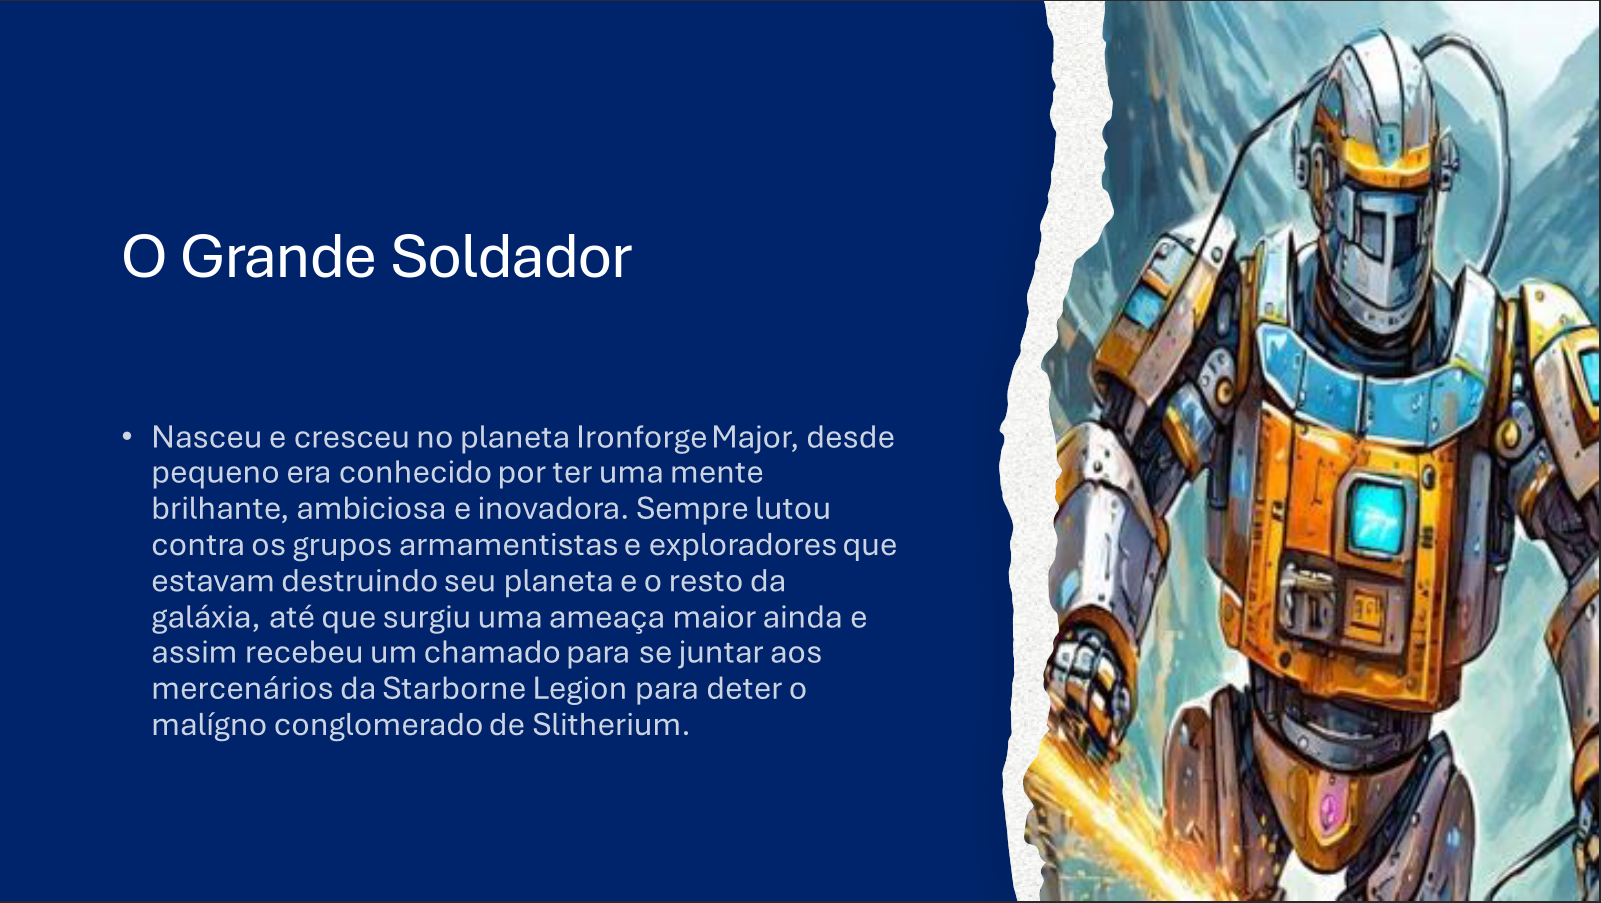 O Grande Soldador
• Nasceu e cresceu no planeta Ironforge Major, desde
pequeno era conhecido por ter uma mente
brilhante, ambiciosa e inovadora. Sempre lutou
contra os grupos armamentistas e exploradores que
estavam destruindo seu planeta e o resto da
galáxia, até que surgiu uma ameaça maior ainda e
assim recebeu um chamado para se juntar aos
mercenários da Starborne Legion para deter o
malígno conglomerado de Slitherium.